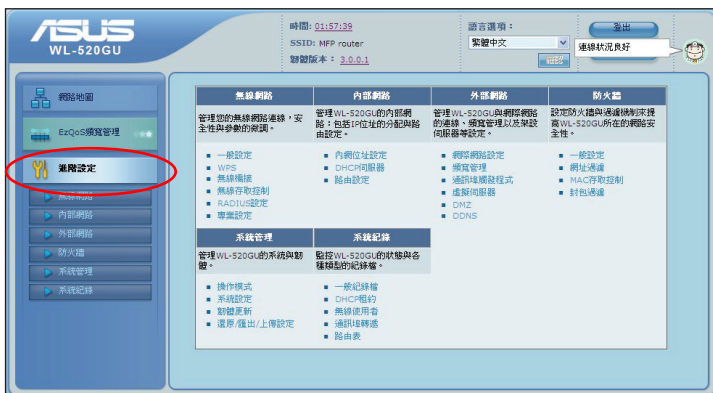 ASUS
WL-520GU
時間: 01:57:39
SSID: MFP router
韌體版本: 3.0.0.1
語言選項：
繁體中文
登出
連線狀況良好
網路地圖
EzQoS頻寬管理
進階設定
無線網路
內部網路
外部網路
防火牆
系統管理
系統紀錄
無線網路
管理您的無線網路連線，安
全性與參數的微調。
一般設定
WPS
無線橋接
無線存取控制
RADIUS設定
專業設定
內部網路
管理WL-520GU的內部網
路：包括IP位址的分配與路
由設定。
內網位址設定
DHCP伺服器
路由設定
外部網路
管理WL-520GU與網際網路
的連線、頻寬管理以及架設
伺服器等設定。
網際網路設定
頻寬管理
通訊埠觸發程式
虛擬伺服器
DMZ
DDNS
防火牆
設定防火牆與過濾機制來提
高WL-520GU所在的網路安
全性。
一般設定
網址過濾
MAC存取控制
封包過濾
系統管理
管理WL-520GU的系統與韌
體。
操作模式
系統設定
韌體更新
還原/匯出/上傳設定
系統紀錄
監控WL-520GU的狀態與各
種類型的紀錄檔。
一般紀錄檔
DHCP租約
無線使用者
通訊埠轉遞
路由表